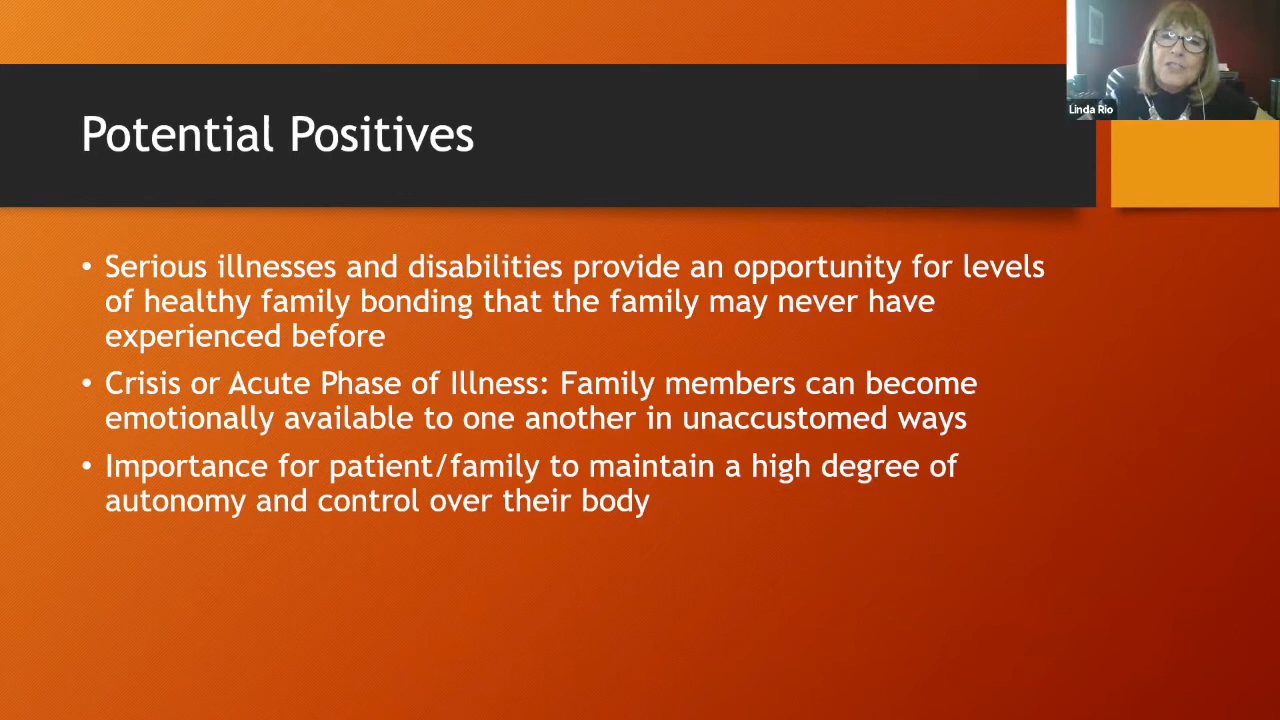 Linda Rio
Potential Positives
• Serious illnesses and disabilities provide an opportunity for levels
of healthy family bonding that the family may never have
experienced before
• Crisis or Acute Phase of Illness: Family members can become
emotionally available to one another in unaccustomed ways
• Importance for patient/family to maintain a high degree of
autonomy and control over their body